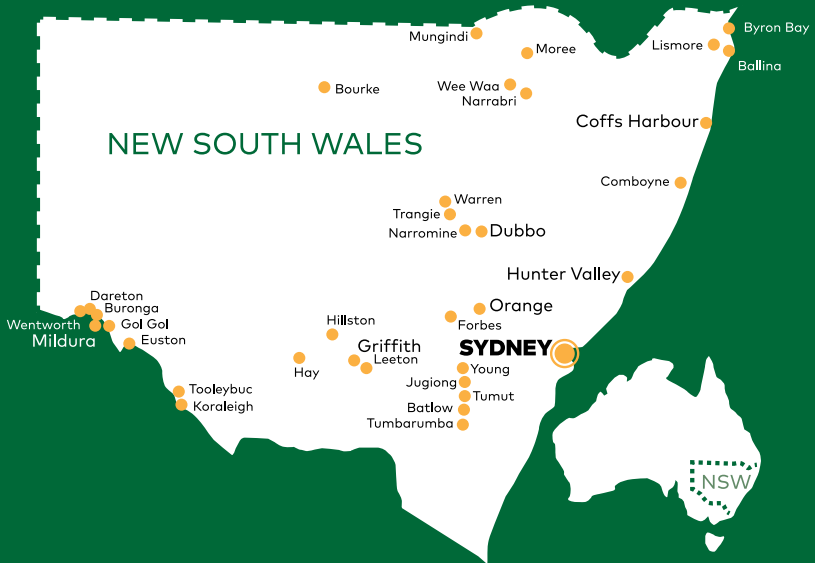 Byron Bay
Mungindi
Lismore
Moree
Ballina
Wee Waa
Bourke
Narrabri
Coffs Harbour
NEW SOUTH WALES
Comboyne
Warren
Trangie
Narromine
Dubbo
Hunter Valley
Dareton
Orange
Buronga
Hillston
Wentworth
Gol Gol
Forbes
Mildura
Euston
Griffith
SYDNEY
Leeton
Hay
Young
Jugiong
Tooleybuc
Tumut
Koraleigh
Batlow
Tumbarumba
NSW